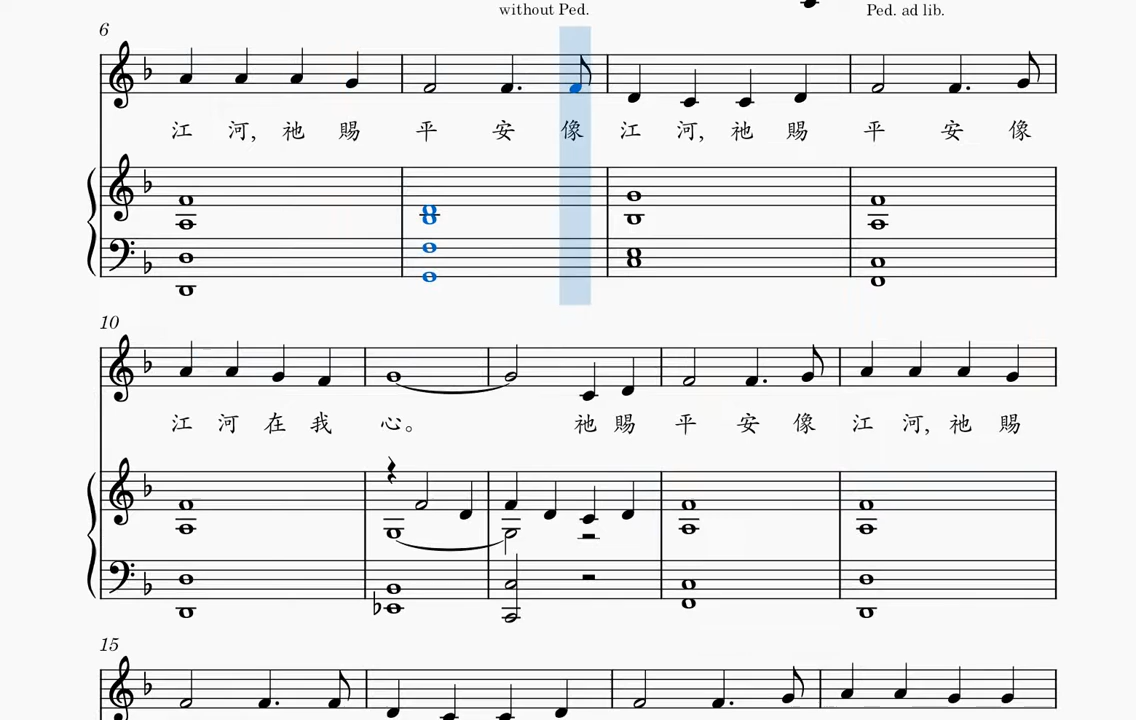 without Ped.
Ped. ad lib.
6
江 河, 祂 賜 平 安 像 江 河, 祂 賜 平 安 像
10
江 河 在 我 心。 祂 賜 平 安 像 江 河, 祂 賜
15